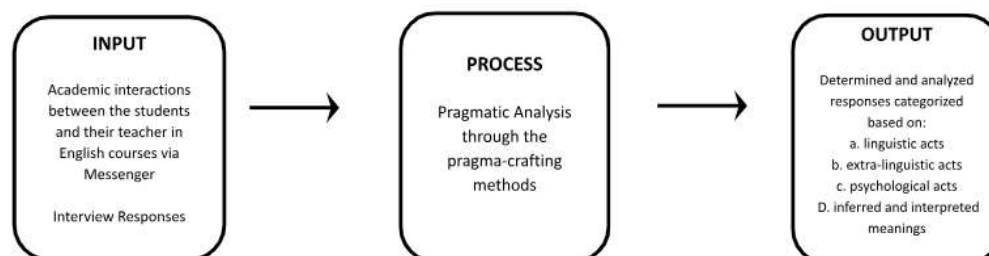 INPUT
Academic interactions
between the students
and their teacher in
English courses via
Messenger
Interview Responses
PROCESS
Pragmatic Analysis
through the
pragma-crafting
methods
OUTPUT
Determined and analyzed
responses categorized
based on:
a. linguistic acts
b. extra-linguistic acts
c. psychological acts
D. inferred and interpreted
meanings